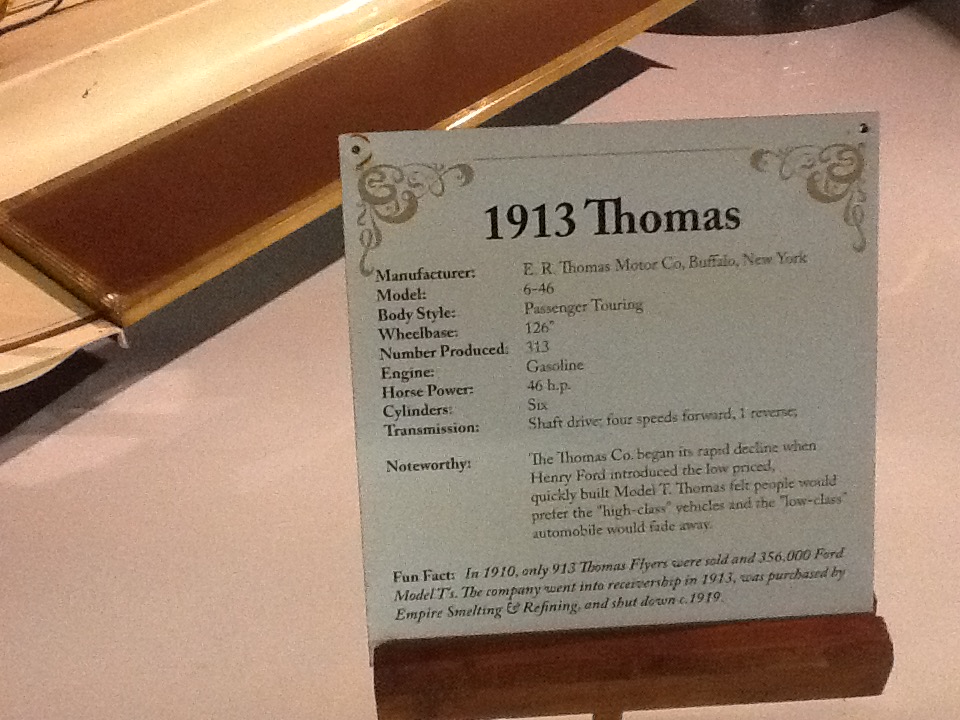 1913 Thomas
Manufacturer: E. R. Thomas Motor Co, Buffalo, New York
Model: 6-46
Body Style: Passenger Touring
Wheelbase: 126"
Number Produced: 313
Engine: Gasoline
Horse Power: 46 h.p.
Cylinders: Six
Transmission: Shaft drive; four speeds forward, 1 reverse;
Noteworthy: The Thomas Co. began its rapid decline when
Henry Ford introduced the low priced,
quickly built Model T. Thomas felt people would
prefer the "high-class" vehicles and the "low-class"
automobile would fade away.
Fun Fact: In 1910, only 913 Thomas Flyers were sold and 356,000 Ford
Model T's. The company went into receivership in 1913, was purchased by
Empire Smelting & Refining, and shut down c.1919.